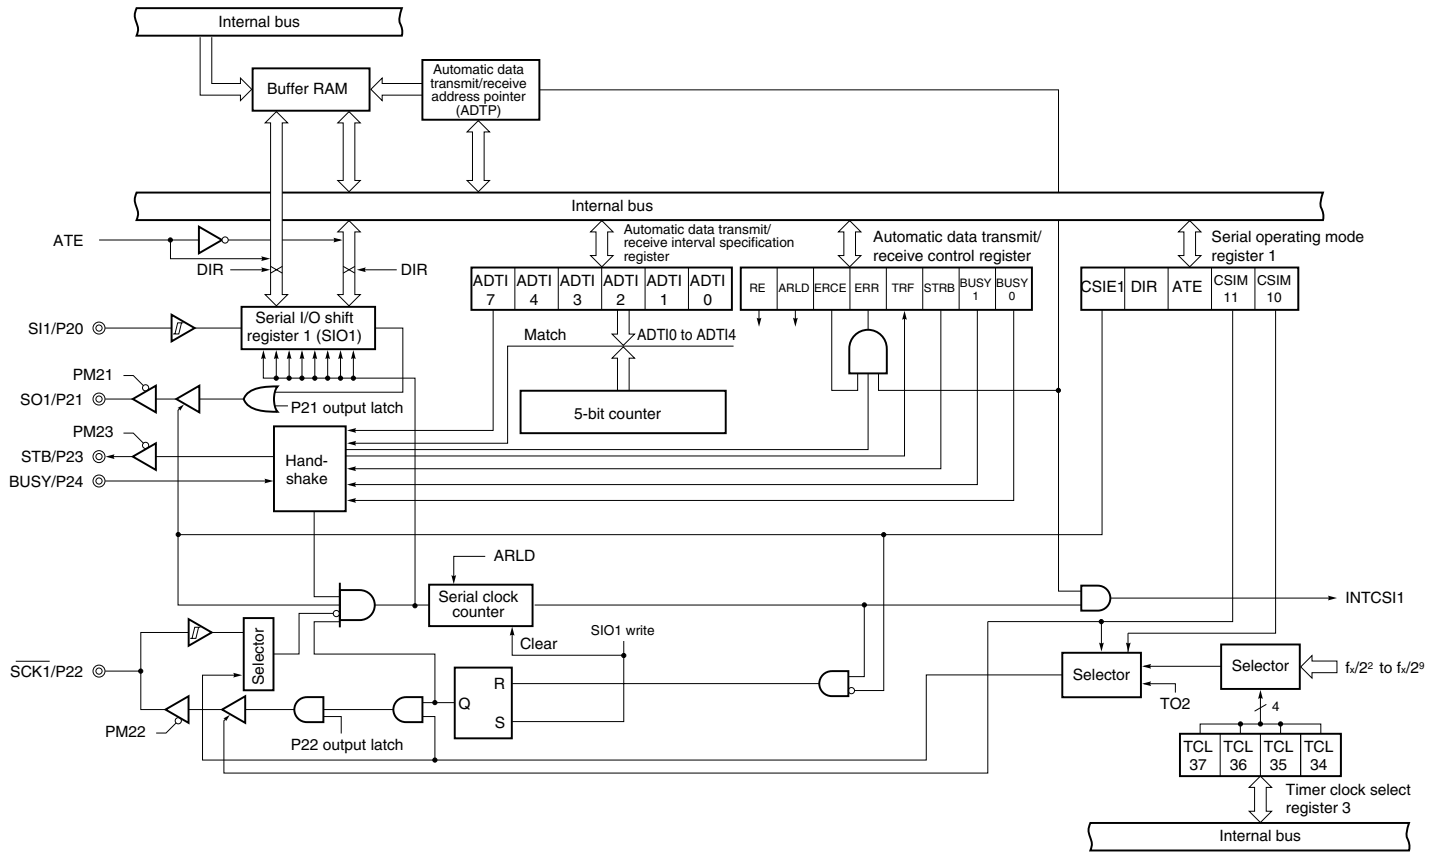 Internal bus
Buffer RAM
Automatic data
transmit/receive
address pointer
(ADTP)
Internal bus
ATE
DIR
DIR
Automatic data transmit/
receive interval specification
register
Automatic data transmit/
receive control register
Serial operating mode
register 1
ADTI 7
ADTI 4
ADTI 3
ADTI 2
ADTI 1
ADTI 0
RE
ARLD
ERCE
ERR
TRF
STRB
BUSY 1
BUSY 0
CSIE1
DIR
ATE
CSIM 11
CSIM 10
SI1/P20
Serial I/O shift
register 1 (SIO1)
Match
ADTI0 to ADTI4
PM21
SO1/P21
P21 output latch
5-bit counter
PM23
STB/P23
BUSY/P24
Hand-
shake
ARLD
Serial clock
counter
INTCSI1
Clear
SIO1 write
Selector
SCK1/P22
R
Q
S
Selector
TO2
Selector
fx/2² to fx/2⁹
4
PM22
P22 output latch
TCL 37
TCL 36
TCL 35
TCL 34
Timer clock select
register 3
Internal bus